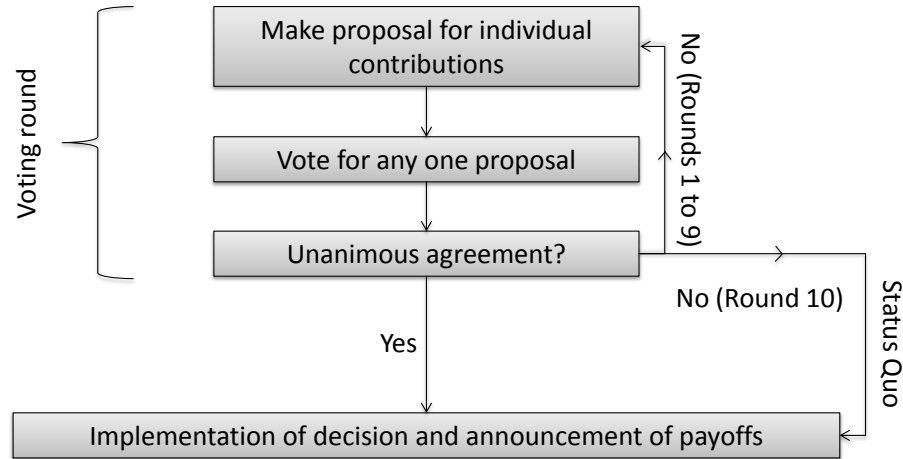 Make proposal for individual
contributions
Voting round
Vote for any one proposal
No (Rounds 1 to 9)
Unanimous agreement?
No (Round 10)
Status Quo
Yes
Implementation of decision and announcement of payoffs